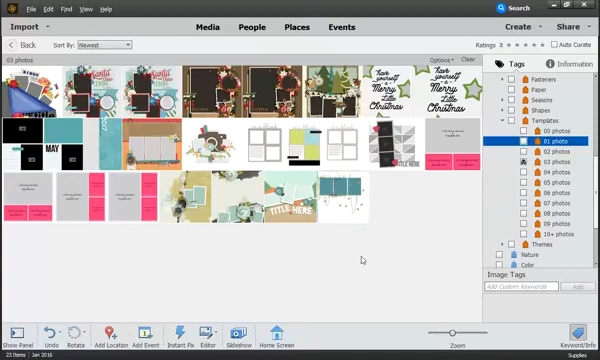 File Edit Find View Help Search
Import Media People Places Events Create Share
Back Sort By: Newest Ratings Auto Curate
03 photos Options Clear
Tags Information
Fasteners
Paper
Seasons
Shapes
Templates
00 photos
01 photo
02 photos
03 photos
04 photos
05 photos
06 photos
07 photos
08 photos
09 photos
10+ photos
Themes
Nature
Color
have yourself a Merry Little Christmas
have yourself a Merry Little Christmas
MAY
TITLE HERE
TITLE HERE
Image Tags
Add Custom Keywords Add
Show Panel Undo Rotate Add Location Add Event Instant Fix Editor Slideshow Home Screen Zoom Keyword/Info
23 Items Jan 2016 Supplies